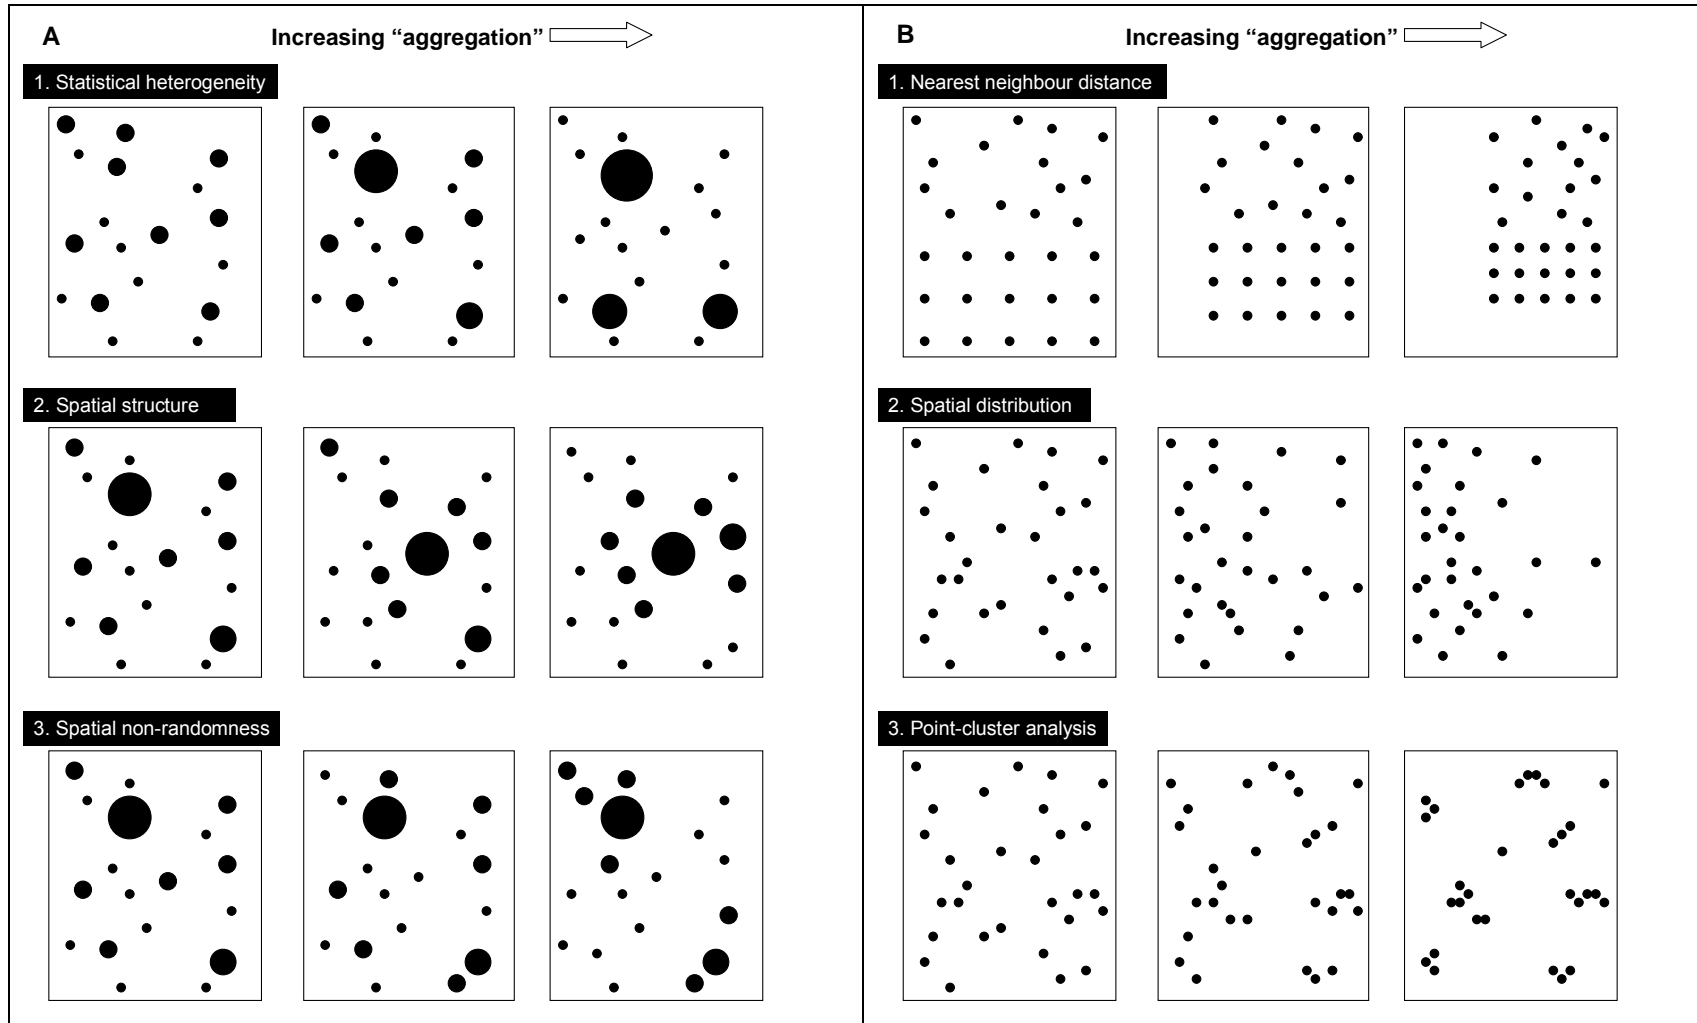 A
Increasing “aggregation”
1. Statistical heterogeneity
2. Spatial structure
3. Spatial non-randomness
B
Increasing “aggregation”
1. Nearest neighbour distance
2. Spatial distribution
3. Point-cluster analysis